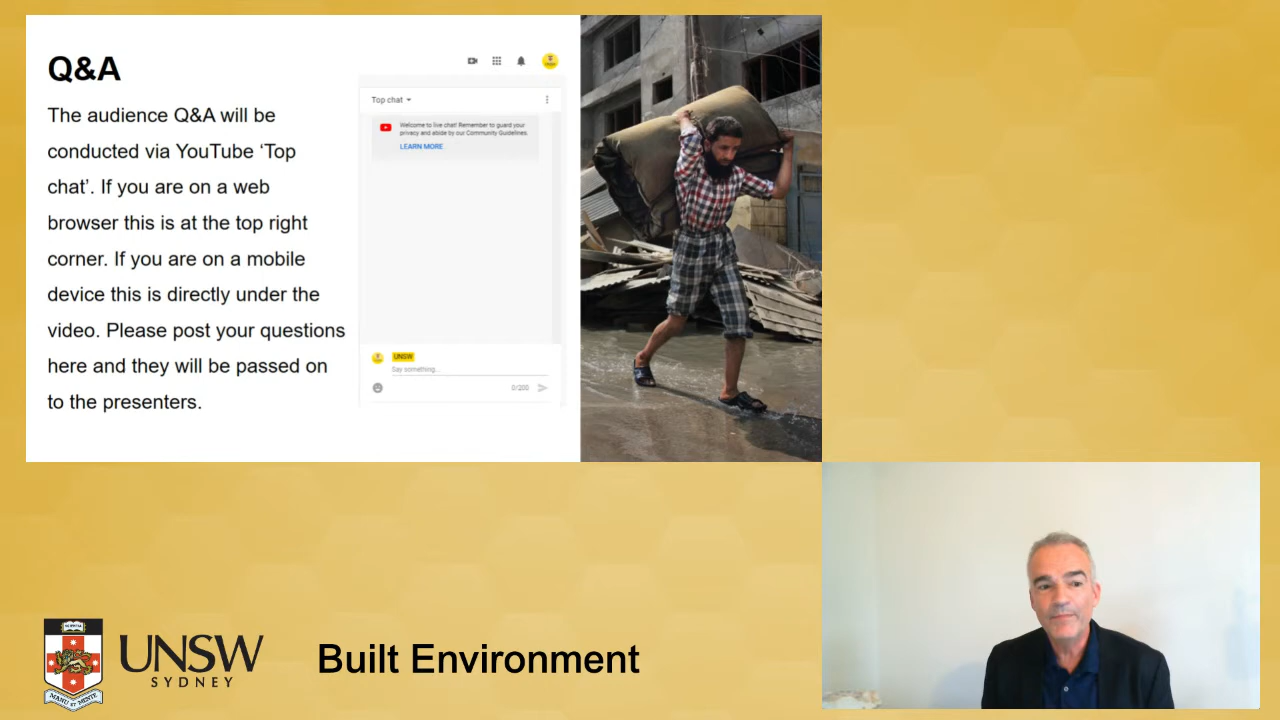 Q&A
The audience Q&A will be
conducted via YouTube ‘Top
chat’. If you are on a web
browser this is at the top right
corner. If you are on a mobile
device this is directly under the
video. Please post your questions
here and they will be passed on
to the presenters.
Top chat
Welcome to live chat! Remember to guard your
privacy and abide by our Community Guidelines.
LEARN MORE
UNSW
Say something...
0/200
UNSW
SYDNEY
MANU ET MENTE
Built Environment